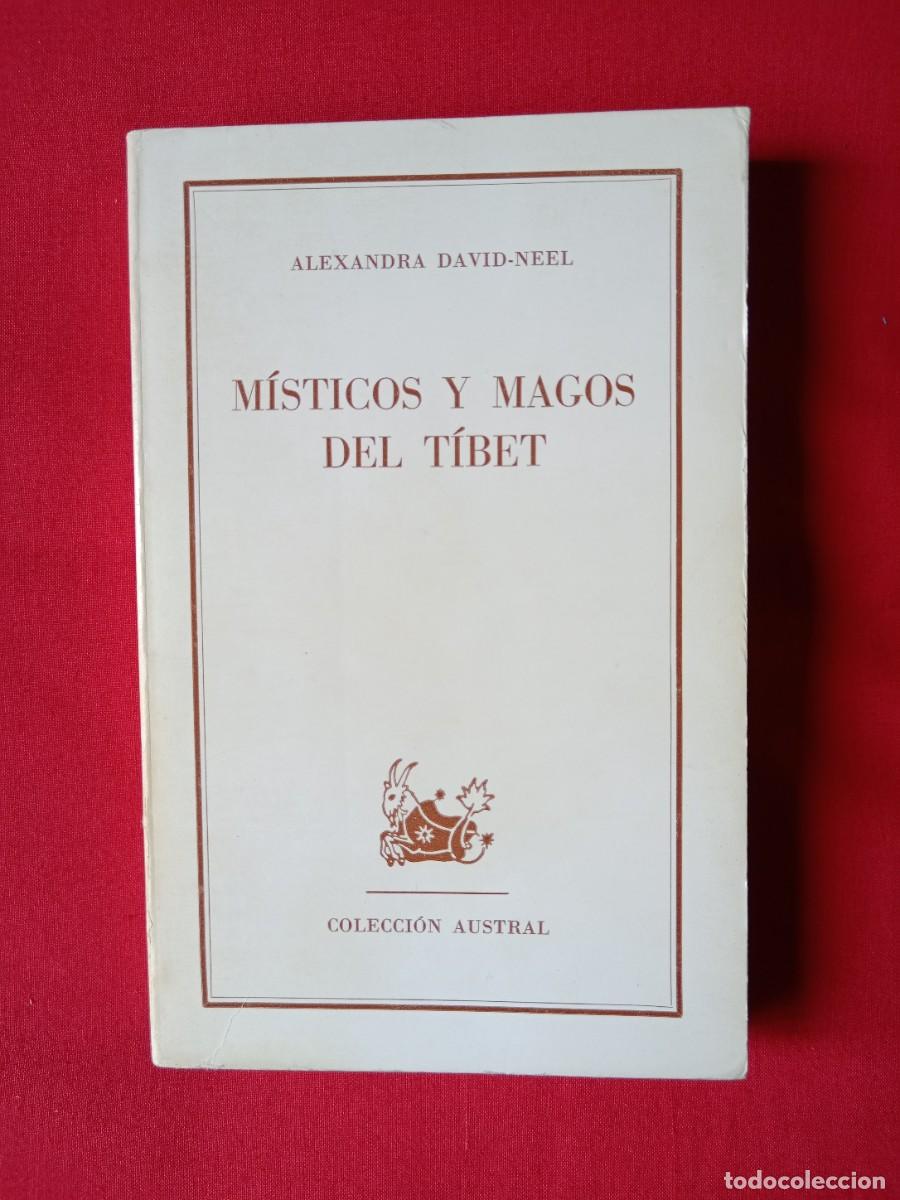 ALEXANDRA DAVID-NEEL
MÍSTICOS Y MAGOS
DEL TÍBET
COLECCIÓN AUSTRAL
todocoleccion